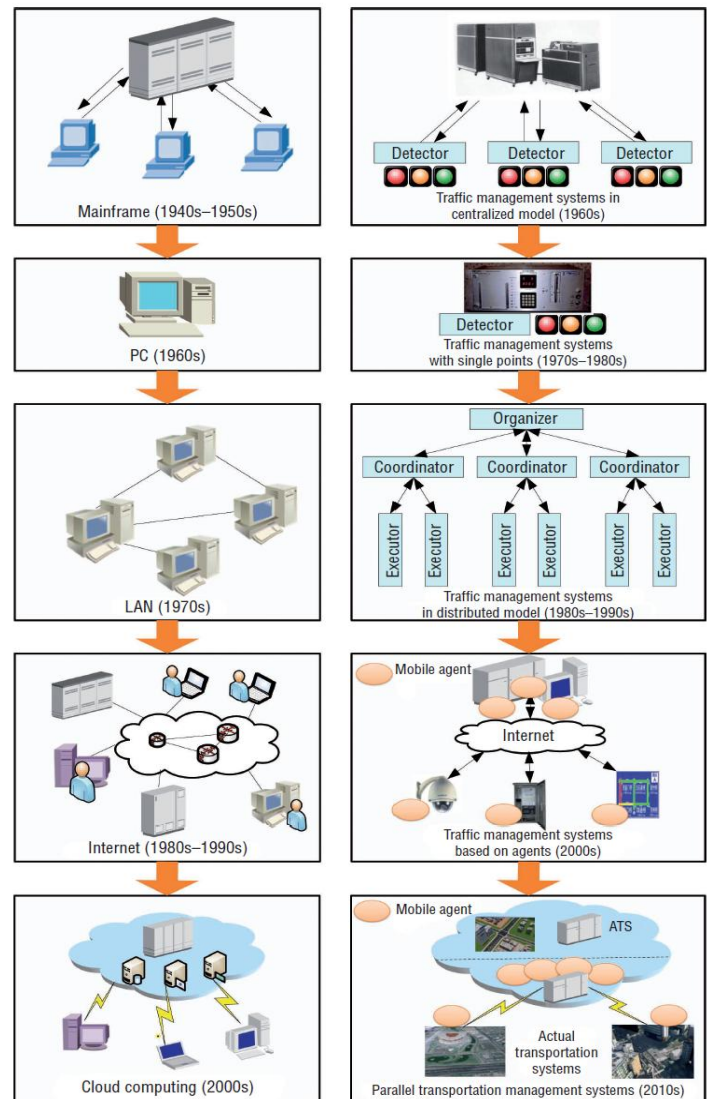 Detector
Detector
Detector
Mainframe (1940s–1950s)
Traffic management systems in
centralized model (1960s)
PC (1960s)
Detector
Traffic management systems
with single points (1970s–1980s)
Organizer
Coordinator
Coordinator
Coordinator
Executor
Executor
Executor
Executor
Executor
Executor
LAN (1970s)
Traffic management systems
in distributed model (1980s–1990s)
Mobile agent
Internet
Internet (1980s–1990s)
Traffic management systems
based on agents (2000s)
Mobile agent
ATS
Actual
transportation
systems
Cloud computing (2000s)
Parallel transportation management systems (2010s)